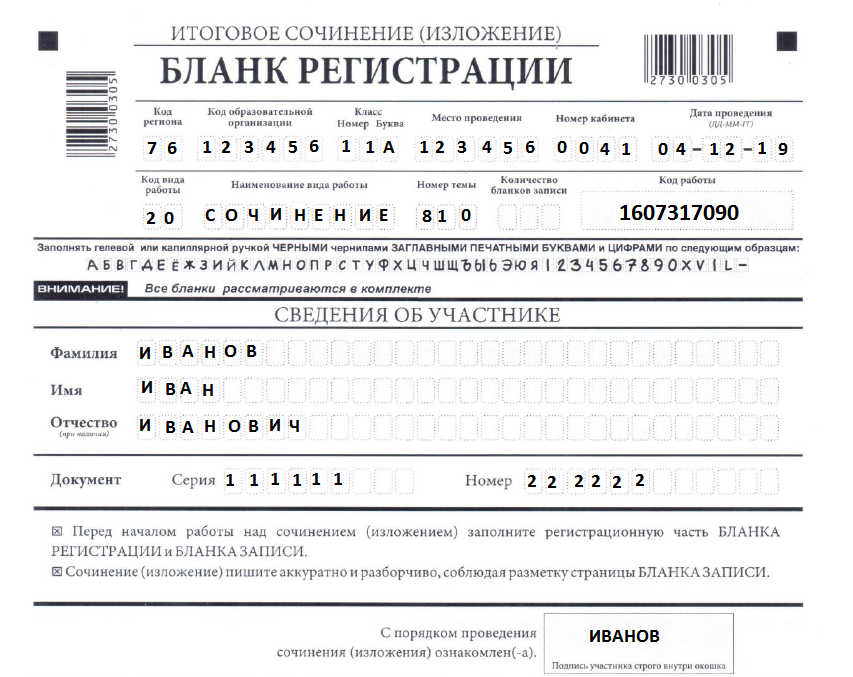 ИТОГОВОЕ СОЧИНЕНИЕ (ИЗЛОЖЕНИЕ)
БЛАНК РЕГИСТРАЦИИ
2730 0305
2730 0305
Код региона
Код образовательной организации
Класс
Номер Буква
Место проведения
Номер кабинета
Дата проведения
(ДД-ММ-ГГ)
76 123456 11А 123456 0041 04-12-19
Код вида работы
Наименование вида работы
Номер темы
Количество бланков записи
Код работы
20 СОЧИНЕНИЕ 810 1607317090
Заполнять гелевой или капиллярной ручкой ЧЕРНЫМИ чернилами ЗАГЛАВНЫМИ ПЕЧАТНЫМИ БУКВАМИ и ЦИФРАМИ по следующим образцам:
АБВГДЕЁЖЗИЙКЛМНОПРСТУФХЦЧШЩЪЫЬЭЮЯ1234567890XVIL-
ВНИМАНИЕ! Все бланки рассматриваются в комплекте
СВЕДЕНИЯ ОБ УЧАСТНИКЕ
Фамилия ИВАНОВ
Имя ИВАН
Отчество ИВАНОВИЧ
(при наличии)
Документ Серия 111111 Номер 222222
☒ Перед началом работы над сочинением (изложением) заполните регистрационную часть БЛАНКА
РЕГИСТРАЦИИ и БЛАНКА ЗАПИСИ.
☒ Сочинение (изложение) пишите аккуратно и разборчиво, соблюдая разметку страницы БЛАНКА ЗАПИСИ.
С порядком проведения
сочинения (изложения) ознакомлен(-а).
ИВАНОВ
Подпись участника строго внутри окошка